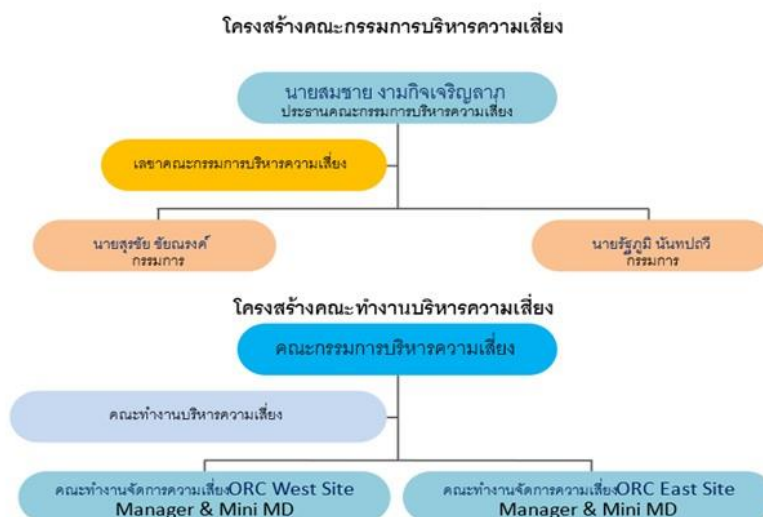 โครงสร้างคณะกรรมการบริหารความเสี่ยง
นายสมชาย งามกิจเจริญลาภ
ประธานคณะกรรมการบริหารความเสี่ยง
เลขาคณะกรรมการบริหารความเสี่ยง
นายสุรชัย ชัยณรงค์
กรรมการ
นายรัฐภูมิ นันทปถวี
กรรมการ
โครงสร้างคณะทำงานบริหารความเสี่ยง
คณะกรรมการบริหารความเสี่ยง
คณะทำงานบริหารความเสี่ยง
คณะทำงานจัดการความเสี่ยงORC West Site
Manager & Mini MD
คณะทำงานจัดการความเสี่ยงORC East Site
Manager & Mini MD